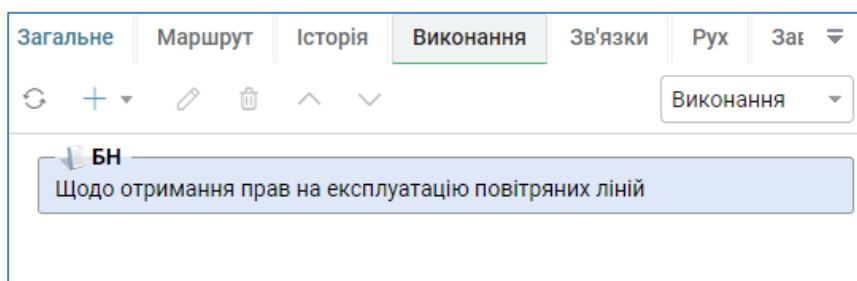 Загальне Маршрут Історія Виконання Зв'язки Рух
Виконання
БН
Щодо отримання прав на експлуатацію повітряних ліній